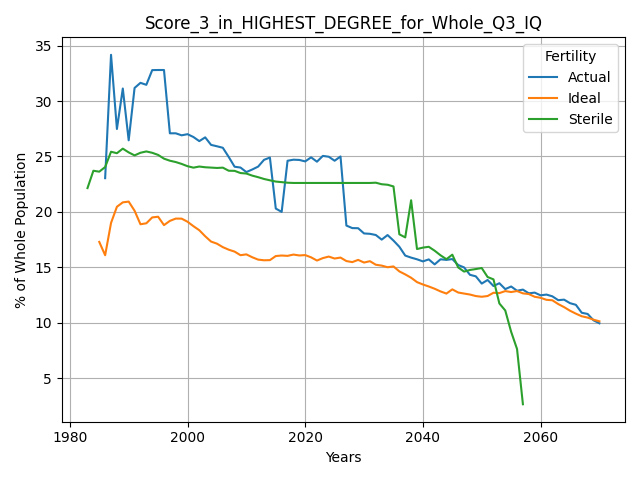 Score_3_in_HIGHEST_DEGREE_for_Whole_Q3_IQ
Fertility
Actual
Ideal
Sterile
% of Whole Population
35
30
25
20
15
10
5
1980 2000 2020 2040 2060
Years